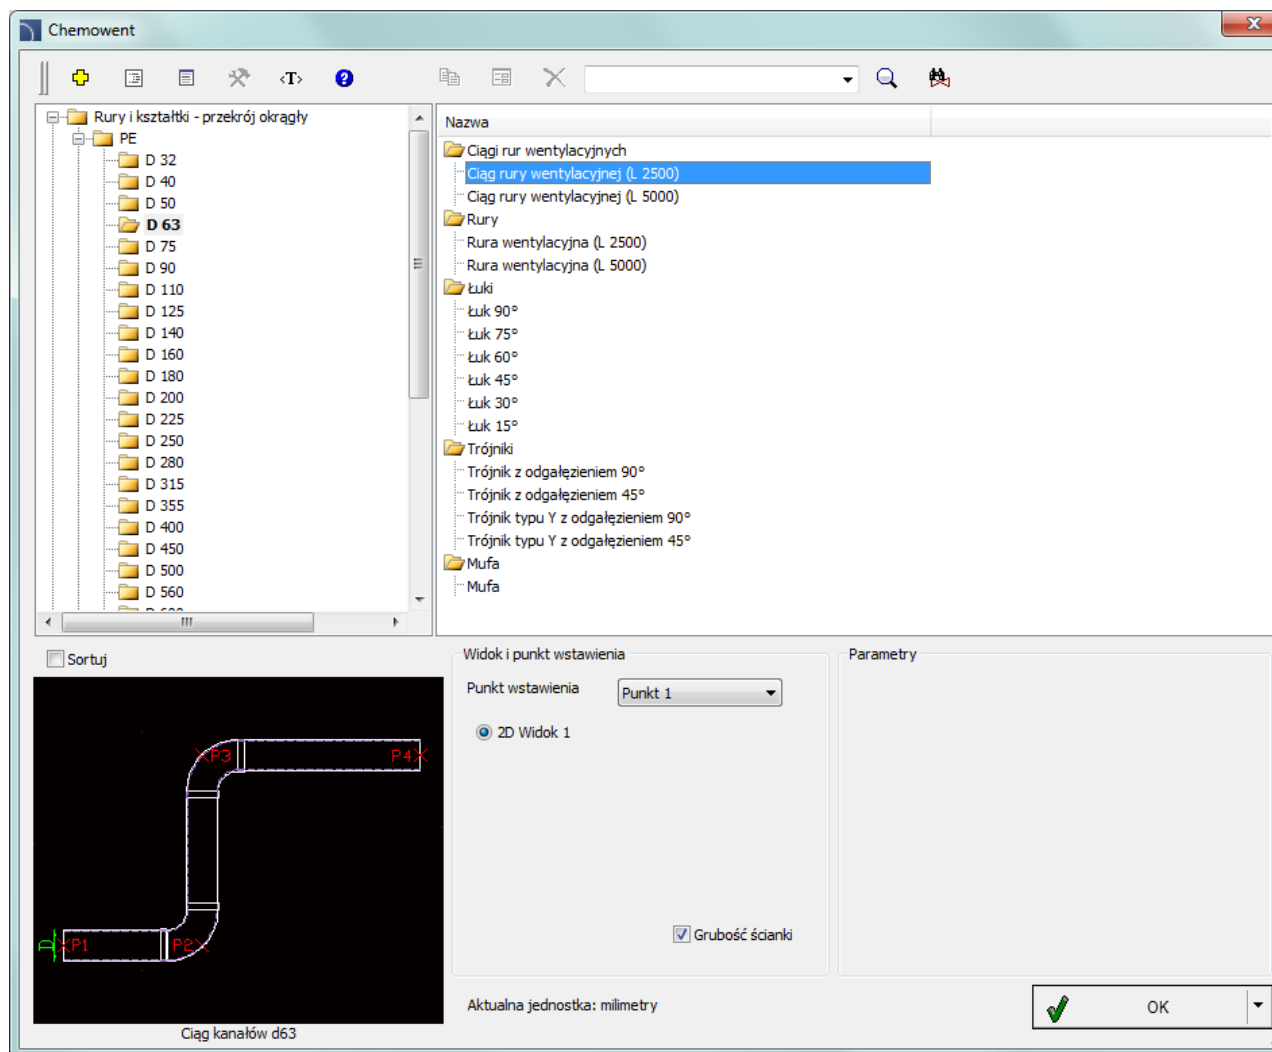 Chemowent
<T>
Rury i kształtki - przekrój okrągły
PE
D 32
D 40
D 50
D 63
D 75
D 90
D 110
D 125
D 140
D 160
D 180
D 200
D 225
D 250
D 280
D 315
D 355
D 400
D 450
D 500
D 560
Nazwa
Ciągi rur wentylacyjnych
Ciąg rury wentylacyjnej (L 2500)
Ciąg rury wentylacyjnej (L 5000)
Rury
Rura wentylacyjna (L 2500)
Rura wentylacyjna (L 5000)
Łuki
Łuk 90°
Łuk 75°
Łuk 60°
Łuk 45°
Łuk 30°
Łuk 15°
Trójniki
Trójnik z odgałęzieniem 90°
Trójnik z odgałęzieniem 45°
Trójnik typu Y z odgałęzieniem 90°
Trójnik typu Y z odgałęzieniem 45°
Mufa
Mufa
Sortuj
P3
P4
D
P1
P2
Ciąg kanałów d63
Widok i punkt wstawienia
Punkt wstawienia
Punkt 1
2D Widok 1
Grubość ścianki
Parametry
Aktualna jednostka: milimetry
OK